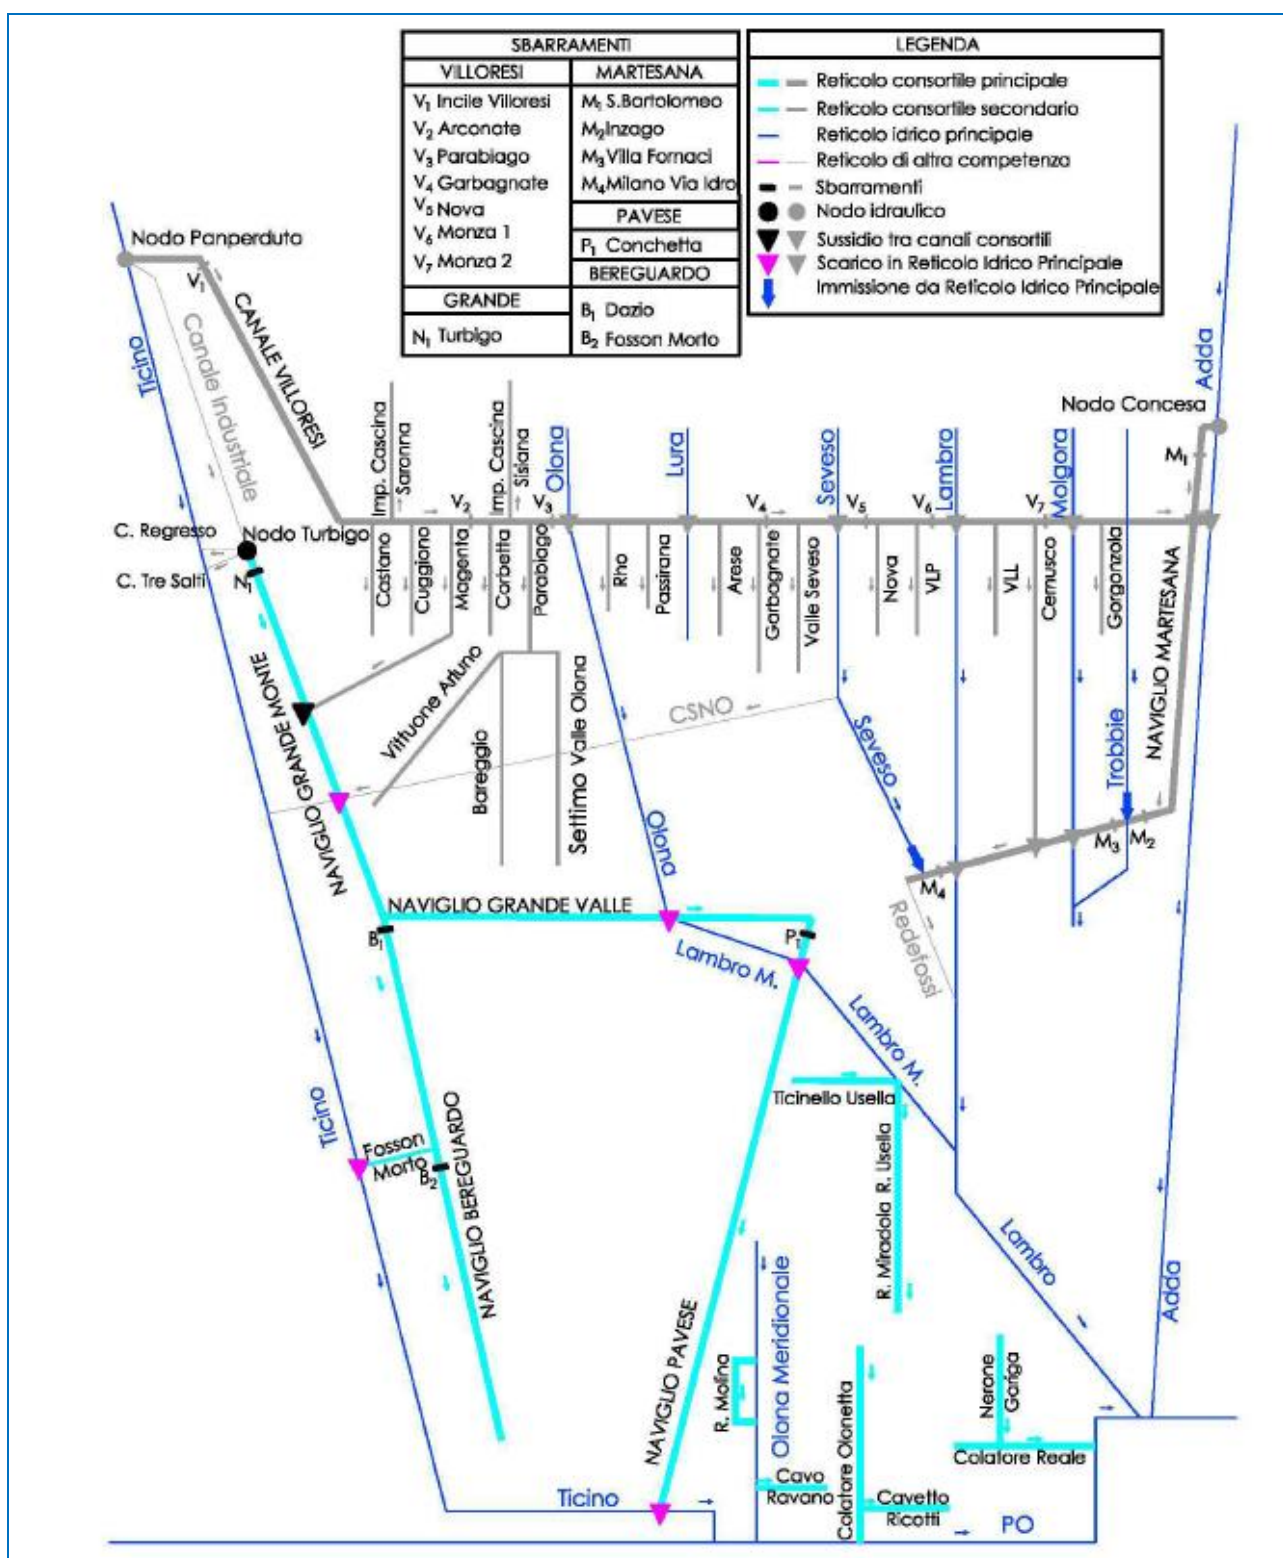 SBARRAMENTI
VILLORESI
V1 Incile Villoresi
V2 Arconate
V3 Parabiago
V4 Garbagnate
V5 Nova
V6 Monza 1
V7 Monza 2
GRANDE
N1 Turbigo
MARTESANA
M1 S.Bartolomeo
M2 Inzago
M3 Villa Fornaci
M4 Milano Via Idro
PAVESE
P1 Conchetta
BEREGUARDO
B1 Dazio
B2 Fosson Morto
LEGENDA
Reticolo consortile principale
Reticolo consortile secondario
Reticolo idrico principale
Reticolo di altra competenza
Sbarramenti
Nodo idraulico
Sussidio tra canali consortili
Scarico in Reticolo Idrico Principale
Immissione da Reticolo Idrico Principale
Nodo Panperduto
V1
CANALE VILLORESI
Ticino
Canale Industriale
Adda
Nodo Concesa
M1
C. Regresso
Nodo Turbigo
C. Tre Salti
N1
Imp. Cascina
Saronna
V2
Imp. Cascina
Sisiana
V3
Olona
Lura
V4
Seveso
V5
V6
Lambro
V7
Molgora
Castano
Cuggiono
Magenta
Corbetta
Parabiago
Rho
Passirana
Arese
Garbagnate
Valle Seveso
Nova
VLP
VLL
Cernusco
Gorgonzola
NAVIGLIO MARTESANA
NAVIGLIO GRANDE MONTE
Vittuone Arluno
Bareggio
Settimo Valle Olona
CSNO
Seveso
Trobbie
M3
M2
M4
Olona
Redefossi
NAVIGLIO GRANDE VALLE
B1
P1
Lambro M.
Lambro M.
Ticinello Usella
R. Miradola R. Usella
Ticino
Fosson
Morto
B2
NAVIGLIO BEREGUARDO
Lambro
Adda
NAVIGLIO PAVESE
R. Molina
Olona Meridionale
Colatore Olonetta
Nerone
Gariga
Colatore Reale
Cavo
Ravano
Cavetto
Ricotti
Ticino
PO